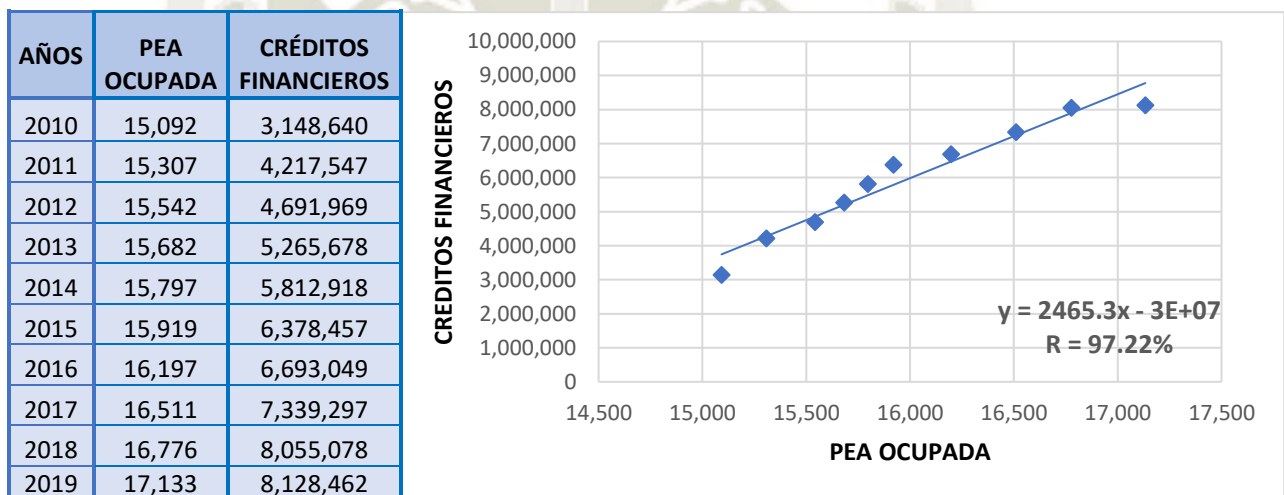 AÑOS PEA OCUPADA CRÉDITOS FINANCIEROS
2010 15,092 3,148,640
2011 15,307 4,217,547
2012 15,542 4,691,969
2013 15,682 5,265,678
2014 15,797 5,812,918
2015 15,919 6,378,457
2016 16,197 6,693,049
2017 16,511 7,339,297
2018 16,776 8,055,078
2019 17,133 8,128,462
CREDITOS FINANCIEROS
10,000,000
9,000,000
8,000,000
7,000,000
6,000,000
5,000,000
4,000,000
3,000,000
2,000,000
1,000,000
0
y = 2465.3x - 3E+07
R = 97.22%
14,500 15,000 15,500 16,000 16,500 17,000 17,500
PEA OCUPADA